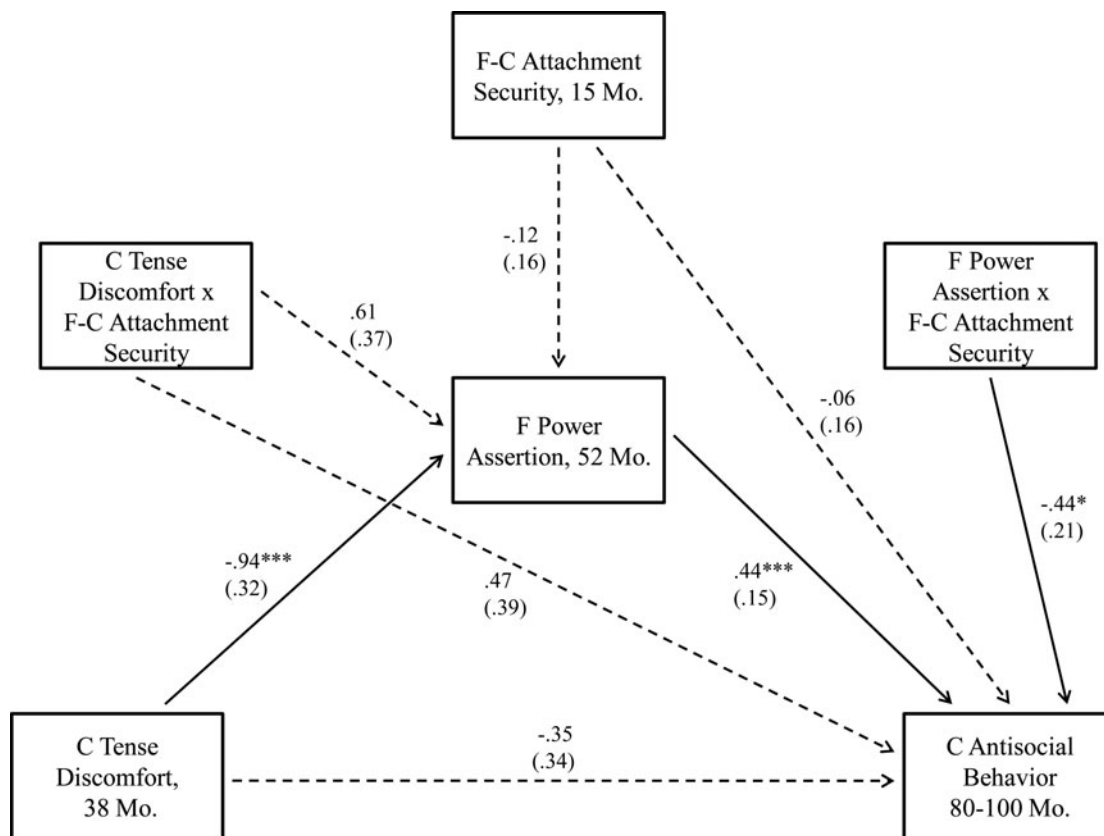 F-C Attachment
Security, 15 Mo.
-.12
(.16)
C Tense
Discomfort x
F-C Attachment
Security
F Power
Assertion x
F-C Attachment
Security
.61
(.37)
-.06
(.16)
F Power
Assertion, 52 Mo.
-.44*
(.21)
-.94***
(.32)
.47
(.39)
.44***
(.15)
C Tense
Discomfort,
38 Mo.
-.35
(.34)
C Antisocial
Behavior
80-100 Mo.